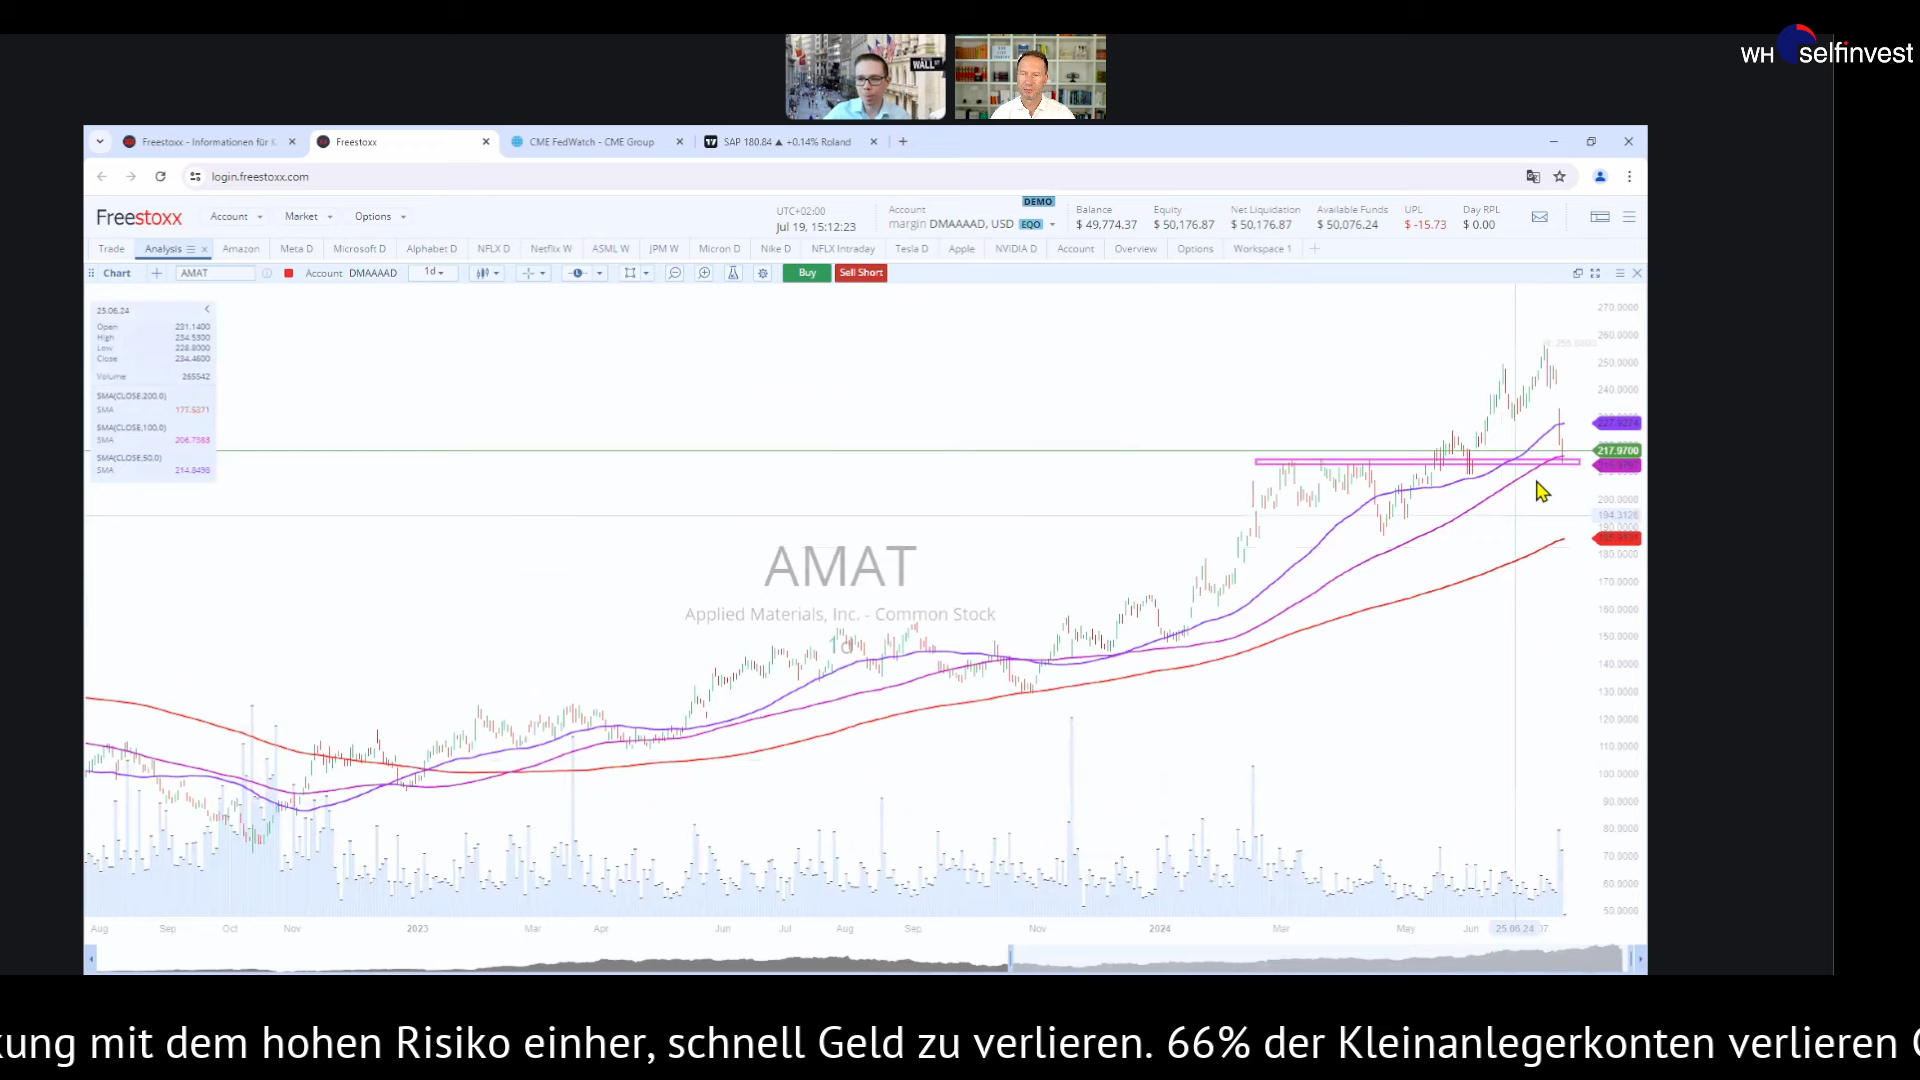 WH selfinvest
WALL ST
Freestoxx - Informationen für K
Freestoxx
CME FedWatch - CME Group
SAP 180.84 ▲ +0.14% Roland
login.freestoxx.com
Freestoxx
Account
Market
Options
UTC+02:00
Jul 19, 15:12:23
Account
DEMO
margin DMAAAAD, USD EQO
Balance
$ 49,774.37
Equity
$ 50,176.87
Net Liquidation
$ 50,176.87
Available Funds
$ 50,076.24
UPL
$ -15.73
Day RPL
$ 0.00
Trade
Analysis
Amazon
Meta D
Microsoft D
Alphabet D
NFLX D
Netflix W
ASML W
JPM W
Micron D
Nike D
NFLX Intraday
Tesla D
Apple
NVIDIA D
Account
Overview
Options
Workspace 1
Chart
AMAT
Account DMAAAAD
1d
Buy
Sell Short
25.06.24
Open 231.1400
High 234.5300
Low 228.8000
Close 234.4600
Volume 265542
SMA(CLOSE,200,0)
SMA 177.5371
SMA(CLOSE,100,0)
SMA 206.7583
SMA(CLOSE,50,0)
SMA 214.8498
270.0000
260.0000
250.0000
240.0000
227.9274
217.9700
200.0000
194.3126
190.0000
180.0000
170.0000
160.0000
150.0000
140.0000
130.0000
120.0000
110.0000
100.0000
90.0000
80.0000
70.0000
60.0000
50.0000
AMAT
Applied Materials, Inc. - Common Stock
1d
Aug
Sep
Oct
Nov
2023
Mar
Apr
Jun
Jul
Aug
Sep
Nov
2024
Mar
May
Jun
25.06.24
kung mit dem hohen Risiko einher, schnell Geld zu verlieren. 66% der Kleinanlegerkonten verlieren